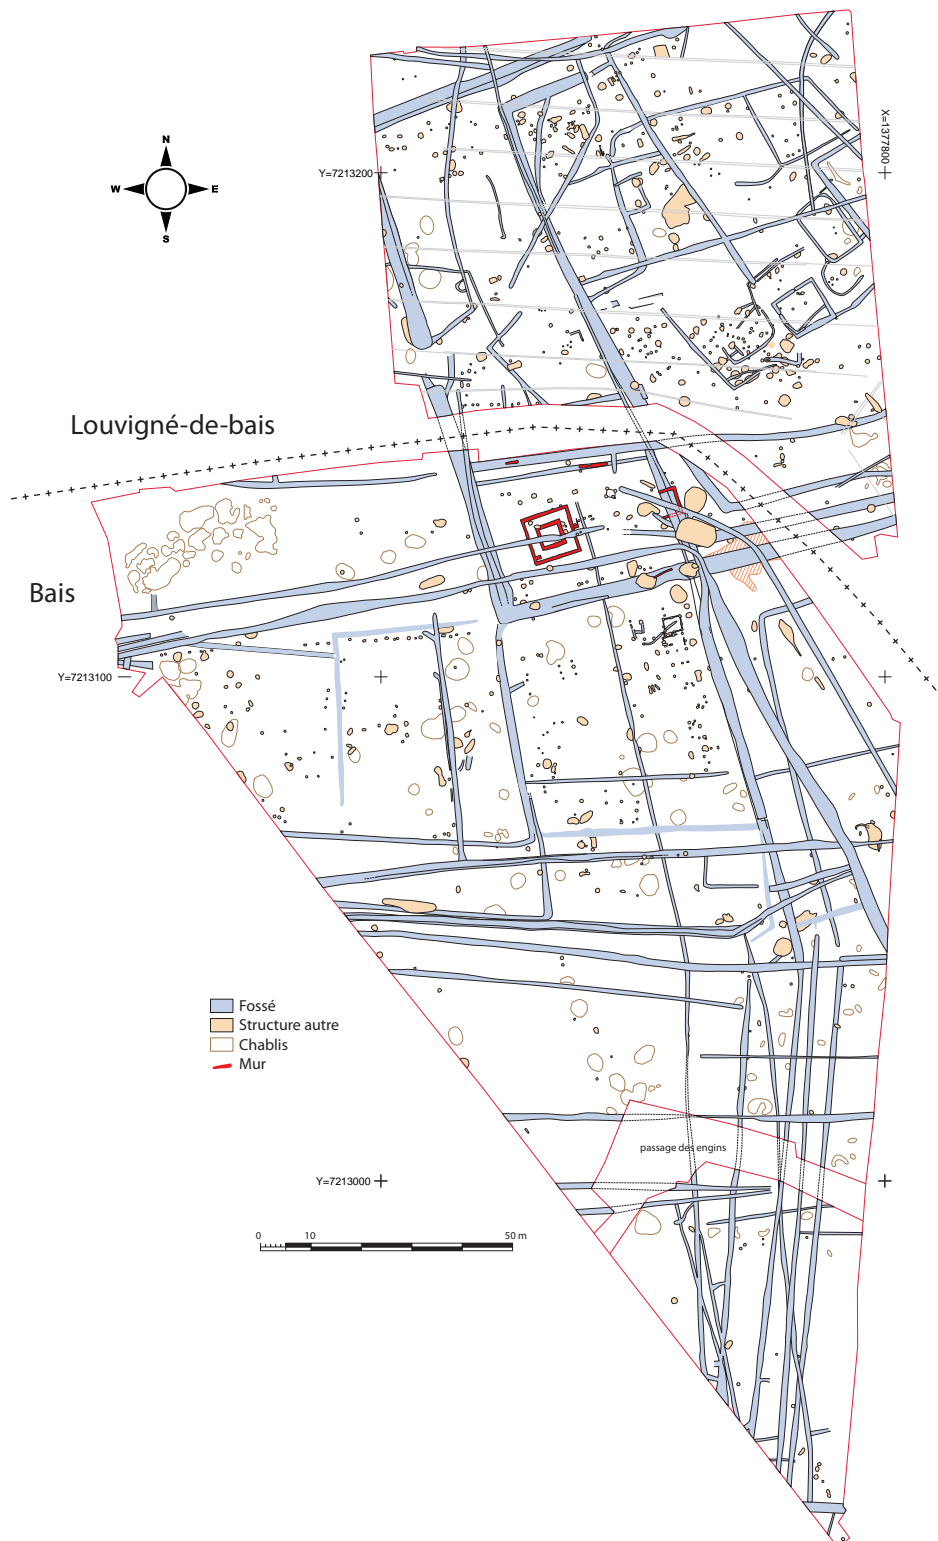 N
W E
S
Y=7213200
X=1377800
Louvigné-de-bais
Bais
Y=7213100
Fossé
Structure autre
Chablis
Mur
passage des engins
Y=7213000
0 10 50 m